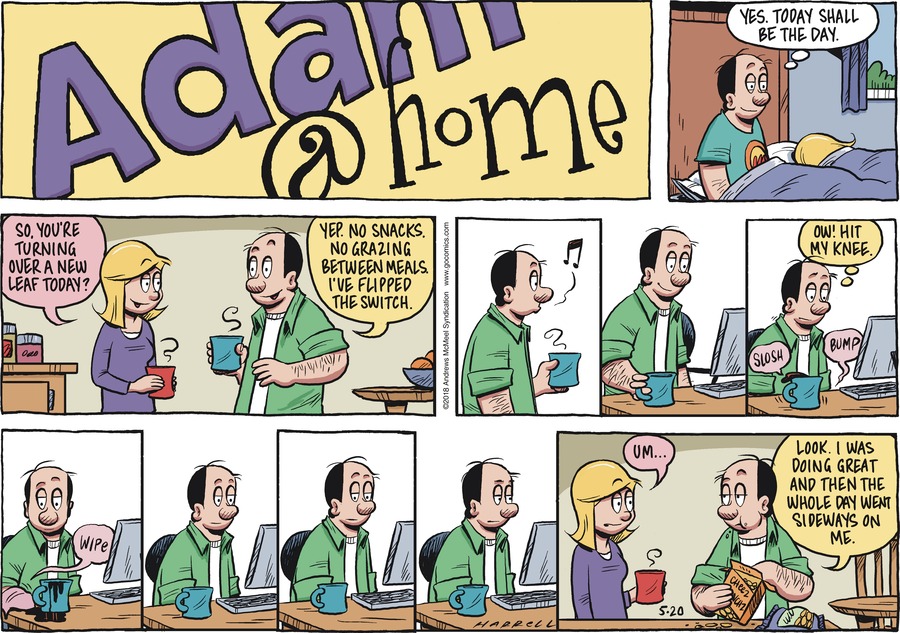 Adam
@home
YES. TODAY SHALL
BE THE DAY.
SO, YOU'RE
TURNING
OVER A NEW
LEAF TODAY?
YEP. NO SNACKS.
NO GRAZING
BETWEEN MEALS.
I'VE FLIPPED
THE SWITCH.
©2018 Andrews McMeel Syndication www.gocomics.com
OW! HIT
MY KNEE.
SLOSH
BUMP
WIPE
HARRELL
UM...
LOOK. I WAS
DOING GREAT
AND THEN THE
WHOLE DAY WENT
SIDEWAYS ON
ME.
5-20